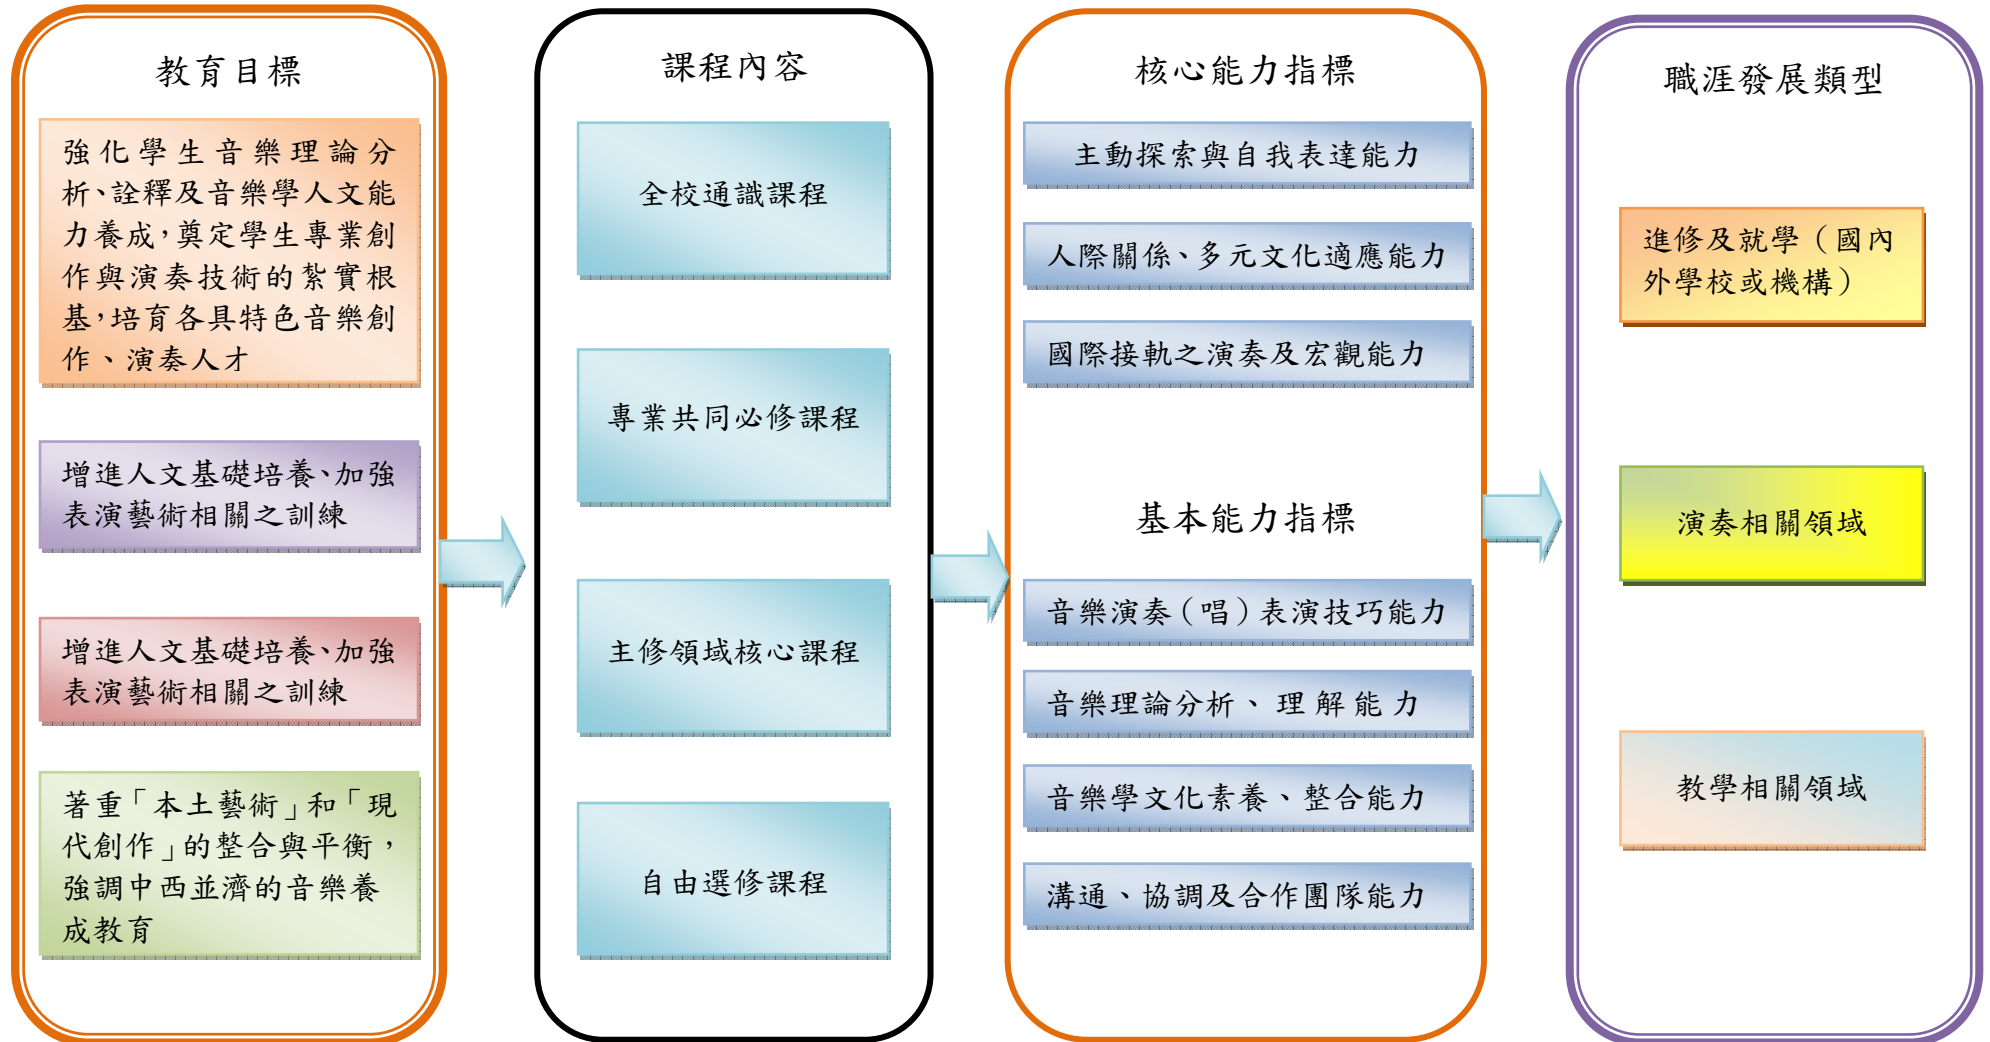 教育目標
強化學生音樂理論分
析、詮釋及音樂學人文能
力養成，奠定學生專業創
作與演奏技術的紮實根
基，培育各具特色音樂創
作、演奏人才
增進人文基礎培養、加強
表演藝術相關之訓練
增進人文基礎培養、加強
表演藝術相關之訓練
著重「本土藝術」和「現
代創作」的整合與平衡，
強調中西並濟的音樂養
成教育
課程內容
全校通識課程
專業共同必修課程
主修領域核心課程
自由選修課程
核心能力指標
主動探索與自我表達能力
人際關係、多元文化適應能力
國際接軌之演奏及宏觀能力
基本能力指標
音樂演奏（唱）表演技巧能力
音樂理論分析、理解能力
音樂學文化素養、整合能力
溝通、協調及合作團隊能力
職涯發展類型
進修及就學（國內
外學校或機構）
演奏相關領域
教學相關領域